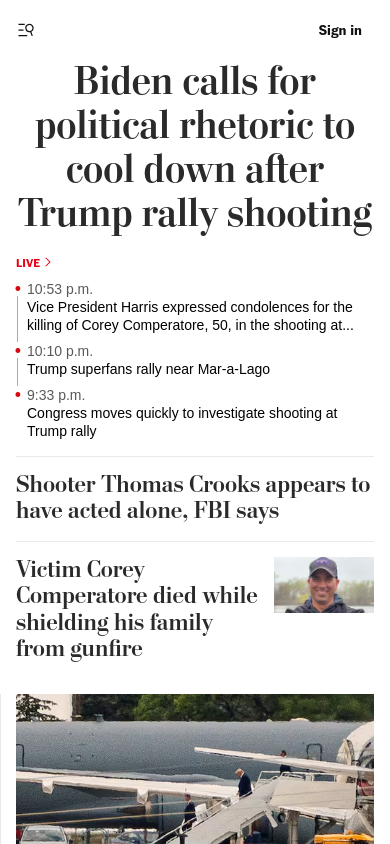 Sign in
Biden calls for
political rhetoric to
cool down after
Trump rally shooting
LIVE
10:53 p.m.
Vice President Harris expressed condolences for the
killing of Corey Comperatore, 50, in the shooting at...
10:10 p.m.
Trump superfans rally near Mar-a-Lago
9:33 p.m.
Congress moves quickly to investigate shooting at
Trump rally
Shooter Thomas Crooks appears to
have acted alone, FBI says
Victim Corey
Comperatore died while
shielding his family
from gunfire